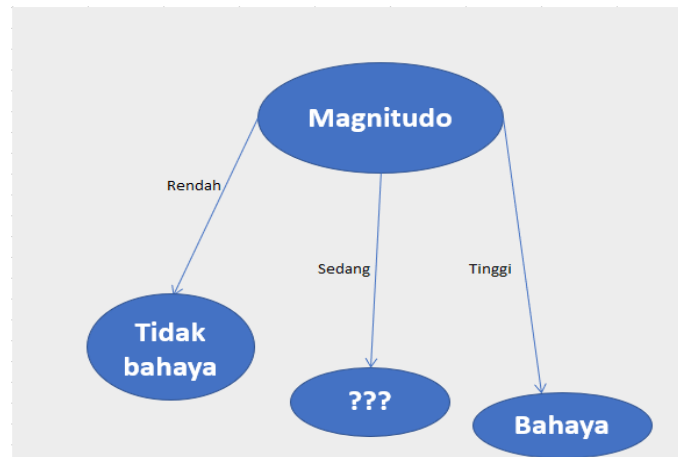 Magnitudo
Rendah
Sedang
Tinggi
Tidak
bahaya
???
Bahaya